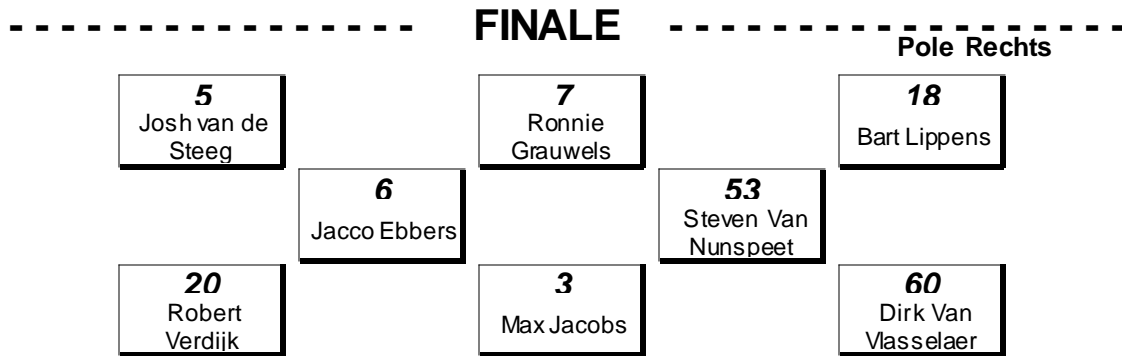 FINALE
Pole Rechts
5
Josh van de
Steeg
7
Ronnie
Grauwels
18
Bart Lippens
6
Jacco Ebbers
53
Steven Van
Nunspeet
20
Robert
Verdijk
3
Max Jacobs
60
Dirk Van
Vlasselaer